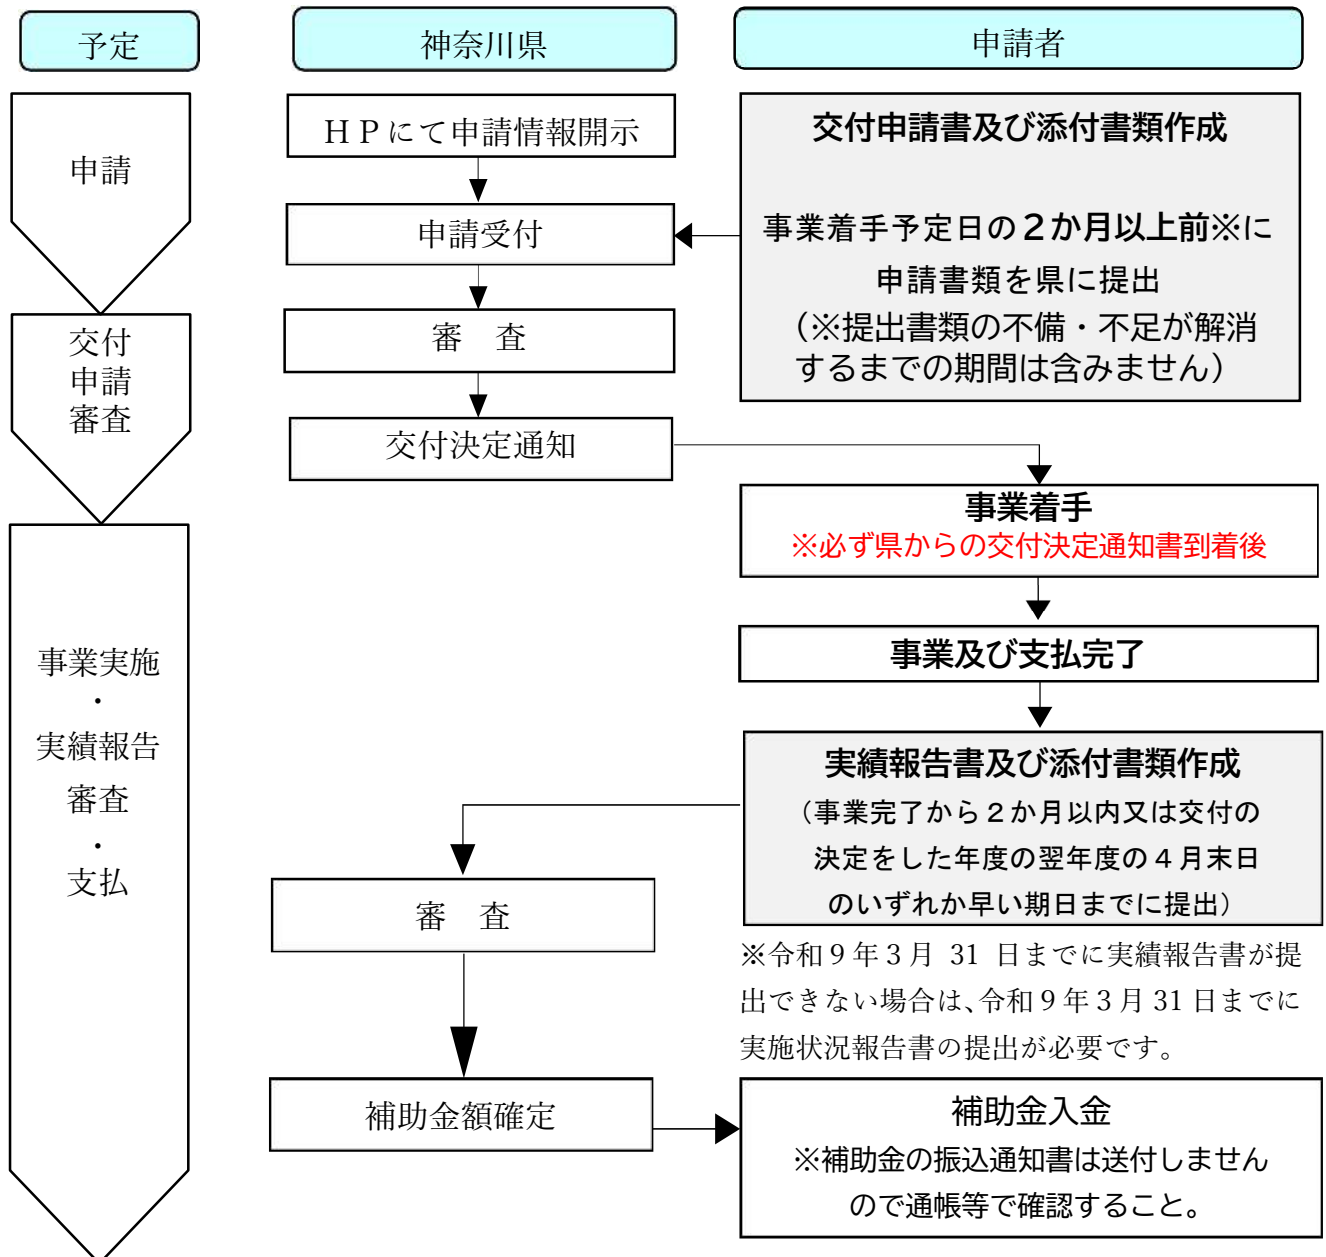 予定
神奈川県
申請者
申請
ＨＰにて申請情報開示
交付申請書及び添付書類作成
事業着手予定日の２か月以上前※に
申請書類を県に提出
（※提出書類の不備・不足が解消
するまでの期間は含みません）
申請受付
交付
申請
審査
審　査
交付決定通知
事業着手
※必ず県からの交付決定通知書到着後
事業及び支払完了
事業実施
・
実績報告
審査
・
支払
実績報告書及び添付書類作成
（事業完了から２か月以内又は交付の
決定をした年度の翌年度の４月末日
のいずれか早い期日までに提出）
審　査
※令和９年３月 31 日までに実績報告書が提
出できない場合は、令和９年３月 31 日までに
実施状況報告書の提出が必要です。
補助金額確定
補助金入金
※補助金の振込通知書は送付しません
ので通帳等で確認すること。